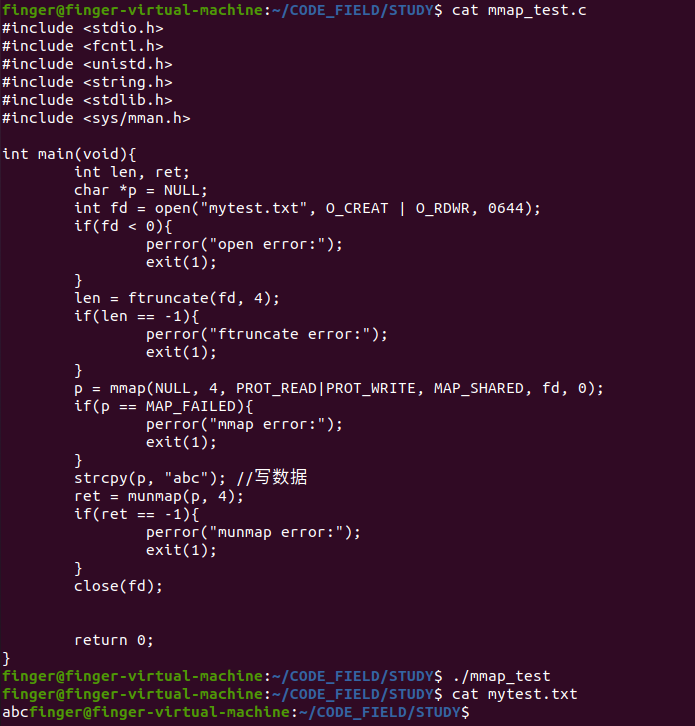 finger@finger-virtual-machine:~/CODE_FIELD/STUDY$ cat mmap_test.c
#include <stdio.h>
#include <fcntl.h>
#include <unistd.h>
#include <string.h>
#include <stdlib.h>
#include <sys/mman.h>

int main(void){
        int len, ret;
        char *p = NULL;
        int fd = open("mytest.txt", O_CREAT | O_RDWR, 0644);
        if(fd < 0){
                perror("open error:");
                exit(1);
        }
        len = ftruncate(fd, 4);
        if(len == -1){
                perror("ftruncate error:");
                exit(1);
        }
        p = mmap(NULL, 4, PROT_READ|PROT_WRITE, MAP_SHARED, fd, 0);
        if(p == MAP_FAILED){
                perror("mmap error:");
                exit(1);
        }
        strcpy(p, "abc"); //写数据
        ret = munmap(p, 4);
        if(ret == -1){
                perror("munmap error:");
                exit(1);
        }
        close(fd);


        return 0;
}
finger@finger-virtual-machine:~/CODE_FIELD/STUDY$ ./mmap_test
finger@finger-virtual-machine:~/CODE_FIELD/STUDY$ cat mytest.txt
abcfinger@finger-virtual-machine:~/CODE_FIELD/STUDY$